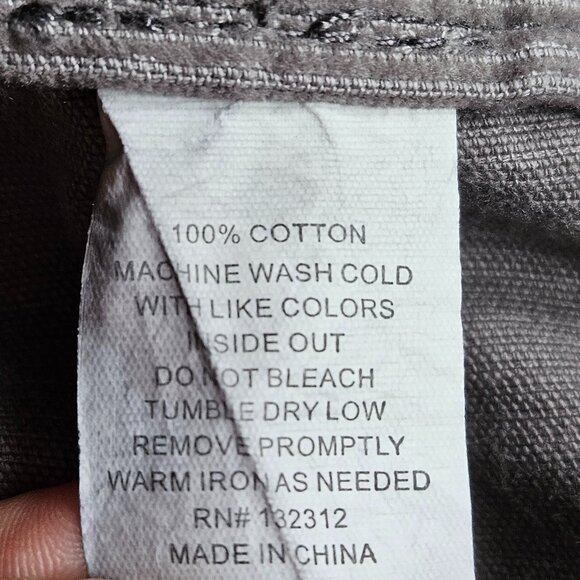 100% COTTON
MACHINE WASH COLD
WITH LIKE COLORS
INSIDE OUT
DO NOT BLEACH
TUMBLE DRY LOW
REMOVE PROMPTLY
WARM IRON AS NEEDED
RN# 132312
MADE IN CHINA